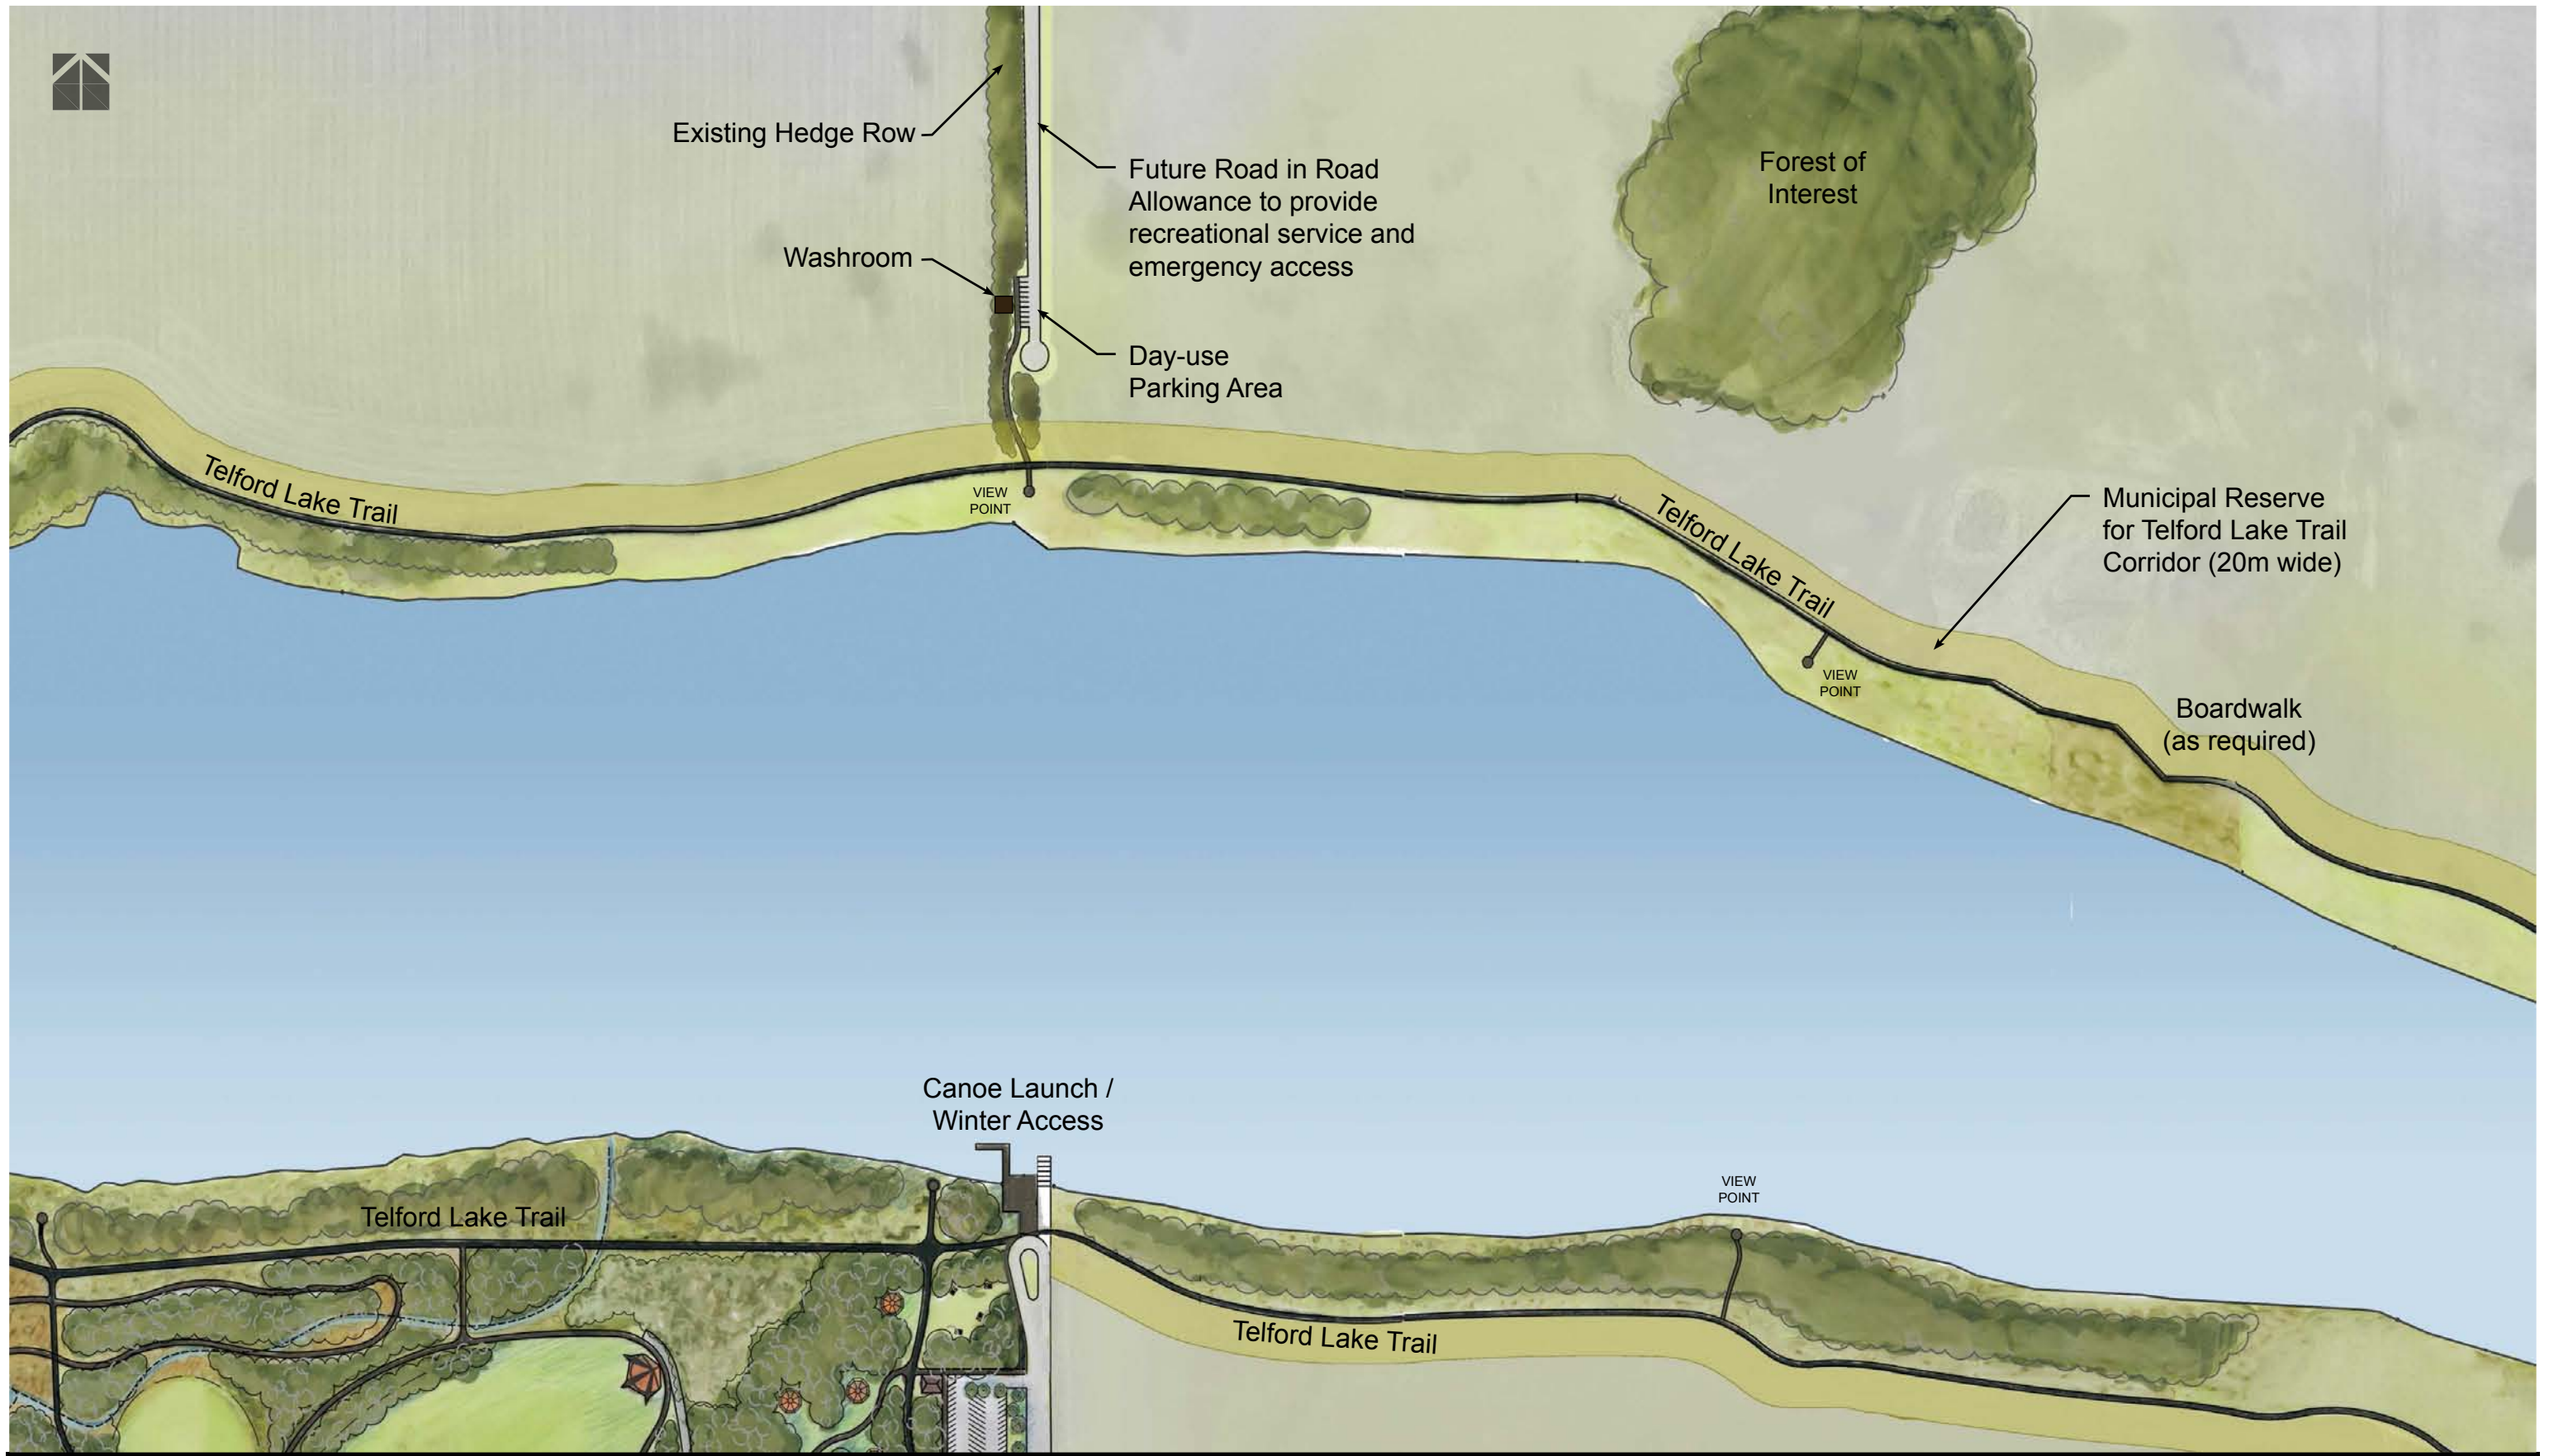 Existing Hedge Row
Future Road in Road
Allowance to provide
recreational service and
emergency access
Forest of
Interest
Washroom
Day-use
Parking Area
Telford Lake Trail
VIEW
POINT
Telford Lake Trail
Municipal Reserve
for Telford Lake Trail
Corridor (20m wide)
VIEW
POINT
Boardwalk
(as required)
Canoe Launch /
Winter Access
VIEW
POINT
Telford Lake Trail
Telford Lake Trail